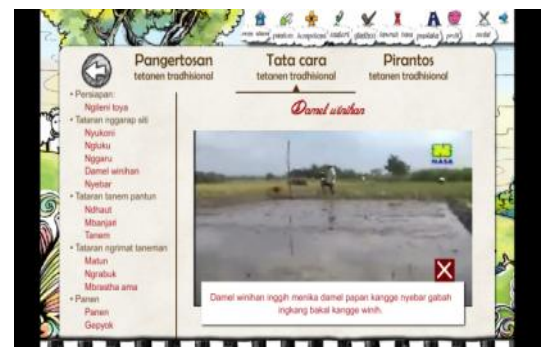 Pangertosan
tetanen tradhisional
Tata cara
tetanen tradhisional
Pirantos
tetanen tradhisional
• Persiapan:
Ngileni toya
• Tataran nggarap siti
Nyukoni
Ngluku
Nggaru
Damel winihan
Nyebar
• Tataran tanem pantun
Ndhaut
Mbanjari
Tanem
• Tataran ngrimat taneman
Matun
Ngrabuk
Mbrastha ama
• Panen
Panen
Gepyok
Damel winihan
NASA
X
Damel winihan inggih menika damel papan kangge nyebar gabah
ingkang bakal kangge winih.